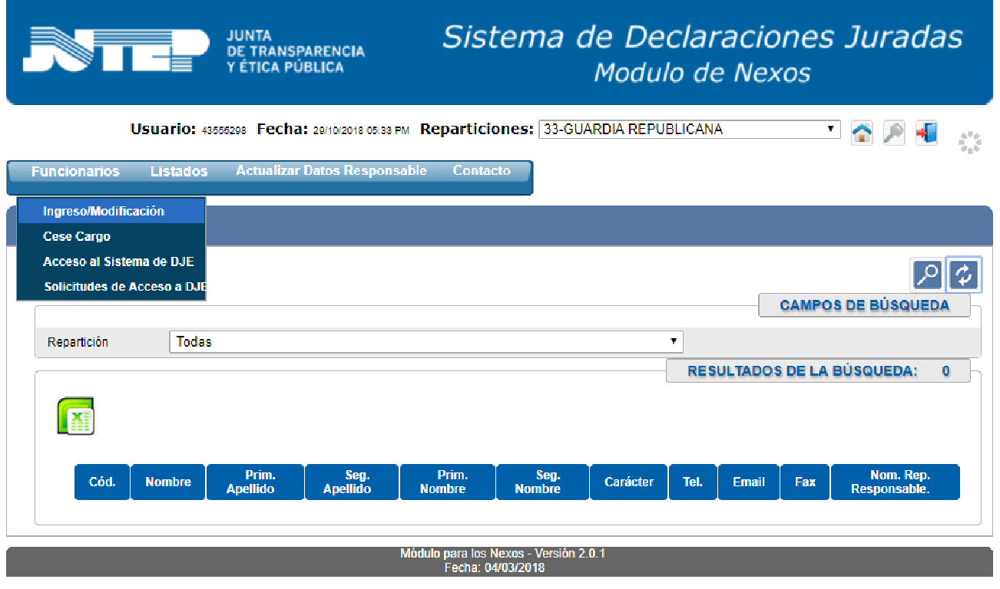 JUTEP
JUNTA
DE TRANSPARENCIA
Y ÉTICA PÚBLICA
Sistema de Declaraciones Juradas
Modulo de Nexos
Usuario: 43555298 Fecha: 29/10/2018 05:33 PM Reparticiones: 33-GUARDIA REPUBLICANA
Funcionarios Listados Actualizar Datos Responsable Contacto
Ingreso/Modificación
Cese Cargo
Acceso al Sistema de DJE
Solicitudes de Acceso a DJE
CAMPOS DE BÚSQUEDA
Repartición Todas
RESULTADOS DE LA BÚSQUEDA: 0
Cód. Nombre Prim. Apellido Seg. Apellido Prim. Nombre Seg. Nombre Carácter Tel. Email Fax Nom. Rep. Responsable.
Módulo para los Nexos - Versión 2.0.1
Fecha: 04/03/2018